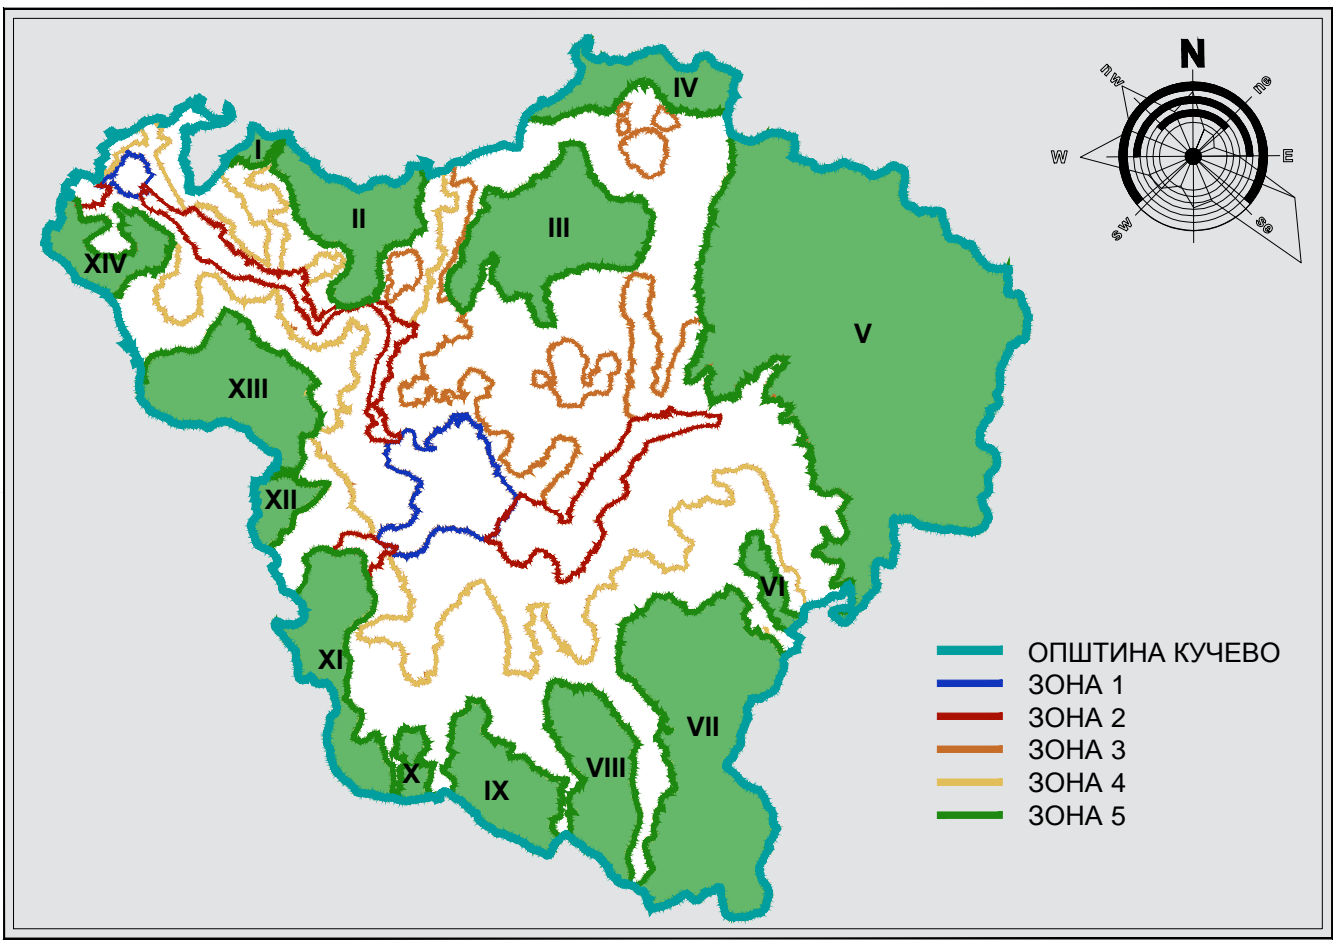 N
nw
ne
W
E
sw
se
I
II
III
IV
V
VI
VII
VIII
IX
X
XI
XII
XIII
XIV
ОПШТИНА КУЧЕВО
ЗОНА 1
ЗОНА 2
ЗОНА 3
ЗОНА 4
ЗОНА 5